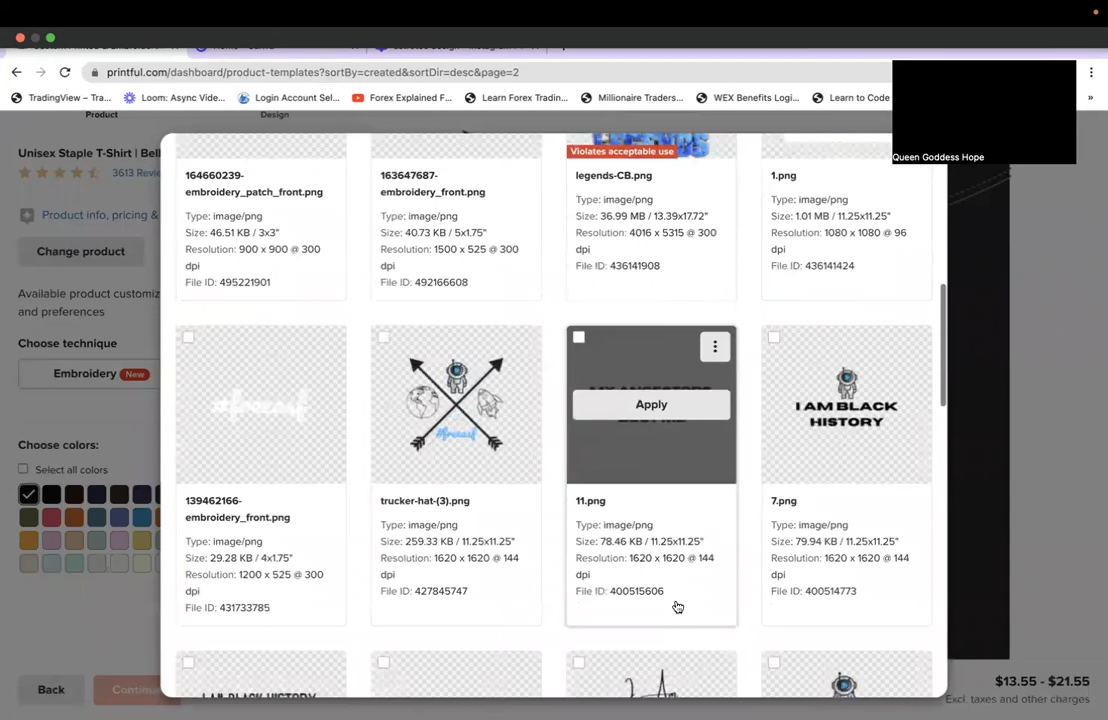 printful.com/dashboard/product-templates?sortBy=created&sortDir=desc&page=2
TradingView – Tra...
Loom: Async Vide...
Login Account Sel...
Forex Explained F...
Learn Forex Tradin...
Millionaire Traders...
WEX Benefits Logi...
Learn to Code
»
Queen Goddess Hope
Product
Design
Unisex Staple T-Shirt | Bell
3613 Revie
Product info, pricing &
Change product
Available product customiza
and preferences
Choose technique
Embroidery New
Choose colors:
Select all colors
Back
Continu
164660239-
embroidery_patch_front.png
Type: image/png
Size: 46.51 KB / 3x3"
Resolution: 900 x 900 @ 300
dpi
File ID: 495221901
163647687-
embroidery_front.png
Type: image/png
Size: 40.73 KB / 5x1.75"
Resolution: 1500 x 525 @ 300
dpi
File ID: 492166608
Violates acceptable use
legends-CB.png
Type: image/png
Size: 36.99 MB / 13.39x17.72"
Resolution: 4016 x 5315 @ 300
dpi
File ID: 436141908
1.png
Type: image/png
Size: 1.01 MB / 11.25x11.25"
Resolution: 1080 x 1080 @ 96
dpi
File ID: 436141424
139462166-
embroidery_front.png
Type: image/png
Size: 29.28 KB / 4x1.75"
Resolution: 1200 x 525 @ 300
dpi
File ID: 431733785
trucker-hat-(3).png
Type: image/png
Size: 259.33 KB / 11.25x11.25"
Resolution: 1620 x 1620 @ 144
dpi
File ID: 427845747
MY ANCESTORS
Apply
11.png
Type: image/png
Size: 78.46 KB / 11.25x11.25"
Resolution: 1620 x 1620 @ 144
dpi
File ID: 400515606
I AM BLACK
HISTORY
7.png
Type: image/png
Size: 79.94 KB / 11.25x11.25"
Resolution: 1620 x 1620 @ 144
dpi
File ID: 400514773
I AM BLACK HISTORY
$13.55 - $21.55
Excl. taxes and other charges